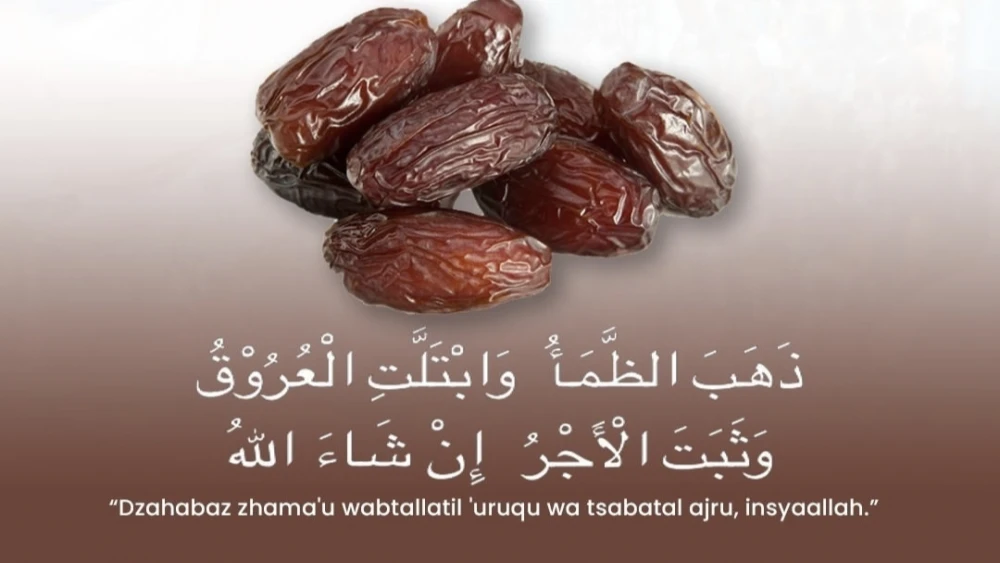 ذَهَبَ الظَّمَأُ وَابْتَلَّتِ الْعُرُوْقُ
وَثَبَتَ الْأَجْرُ إِنْ شَاءَ اللهُ
“Dzahabaz zhama'u wabtallatil 'uruqu wa tsabatal ajru, insyaallah.”